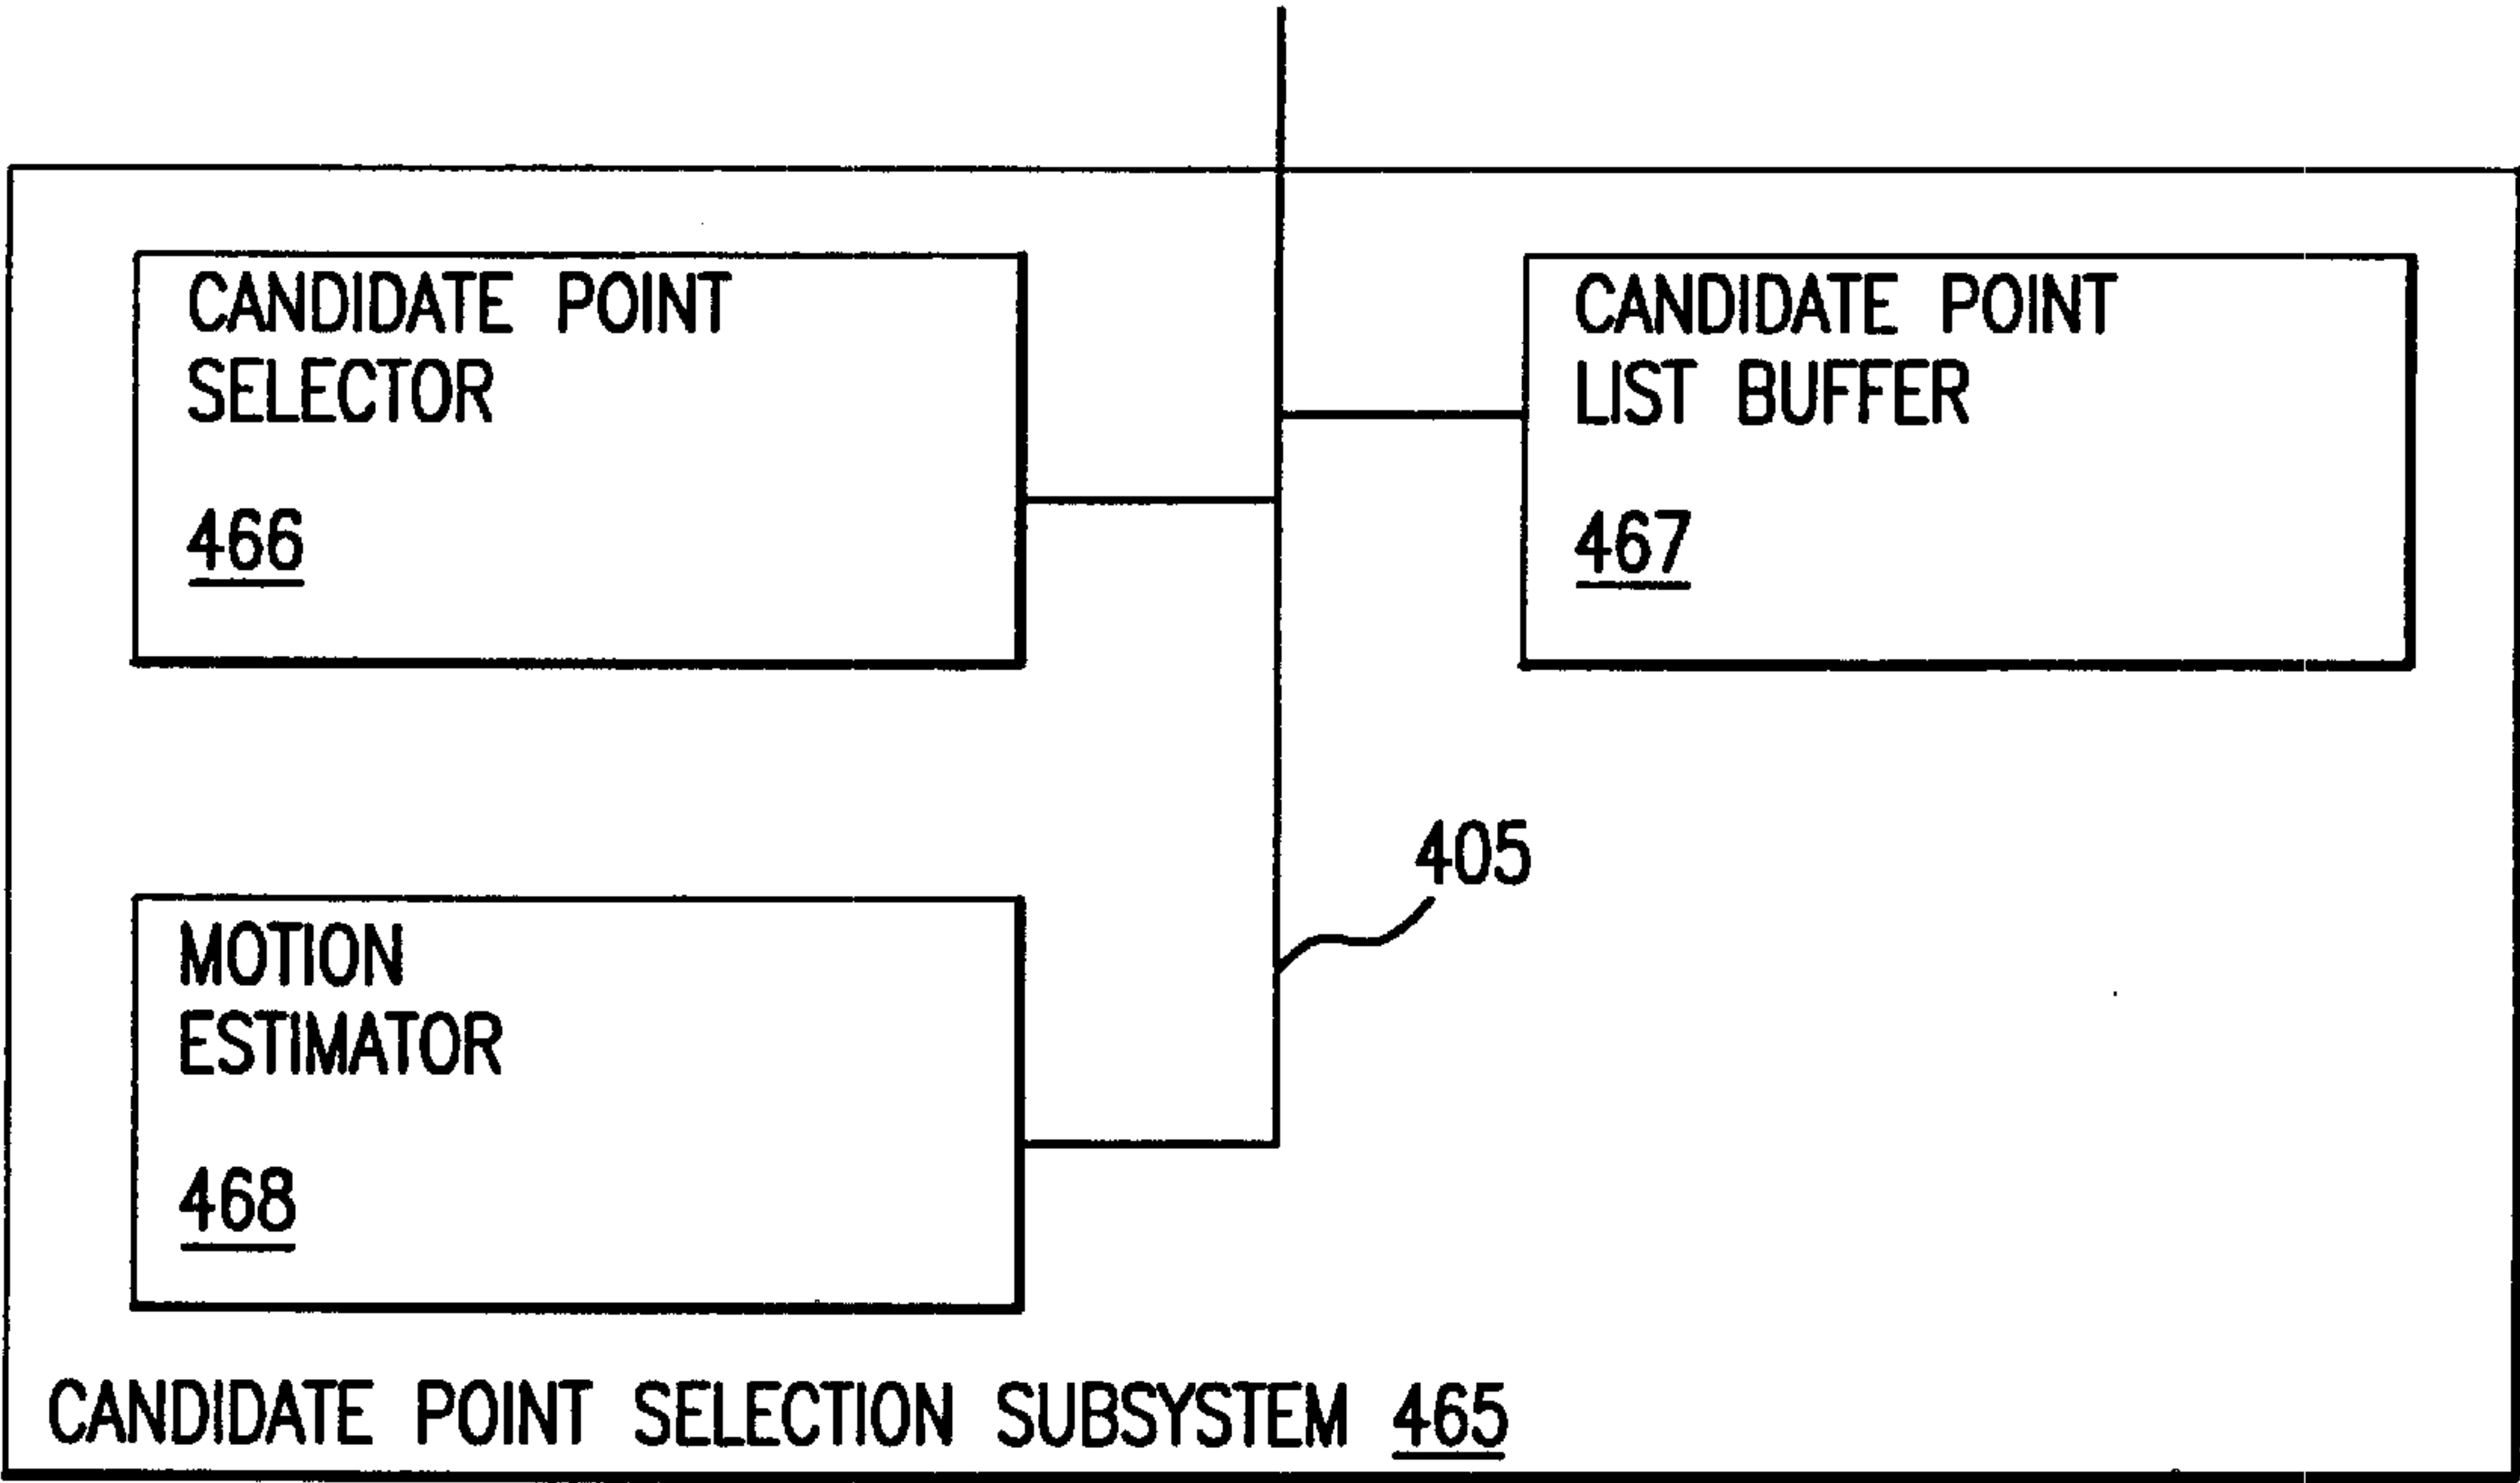 CANDIDATE POINT
SELECTOR
466
CANDIDATE POINT
LIST BUFFER
467
405
MOTION
ESTIMATOR
468
CANDIDATE POINT SELECTION SUBSYSTEM 465